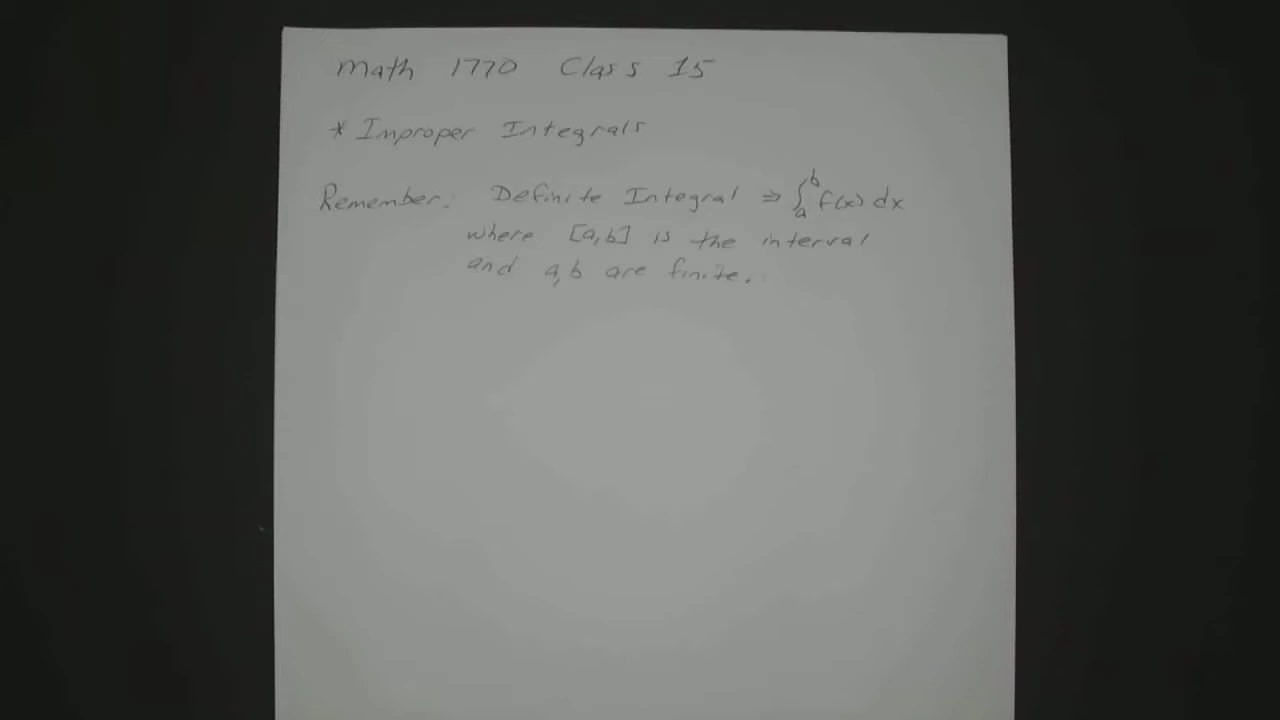 Math 1770 Class 15
* Improper Integrals
Remember: Definite Integral ⇒ ∫_a^b f(x) dx
where [a,b] is the interval
and a,b are finite.